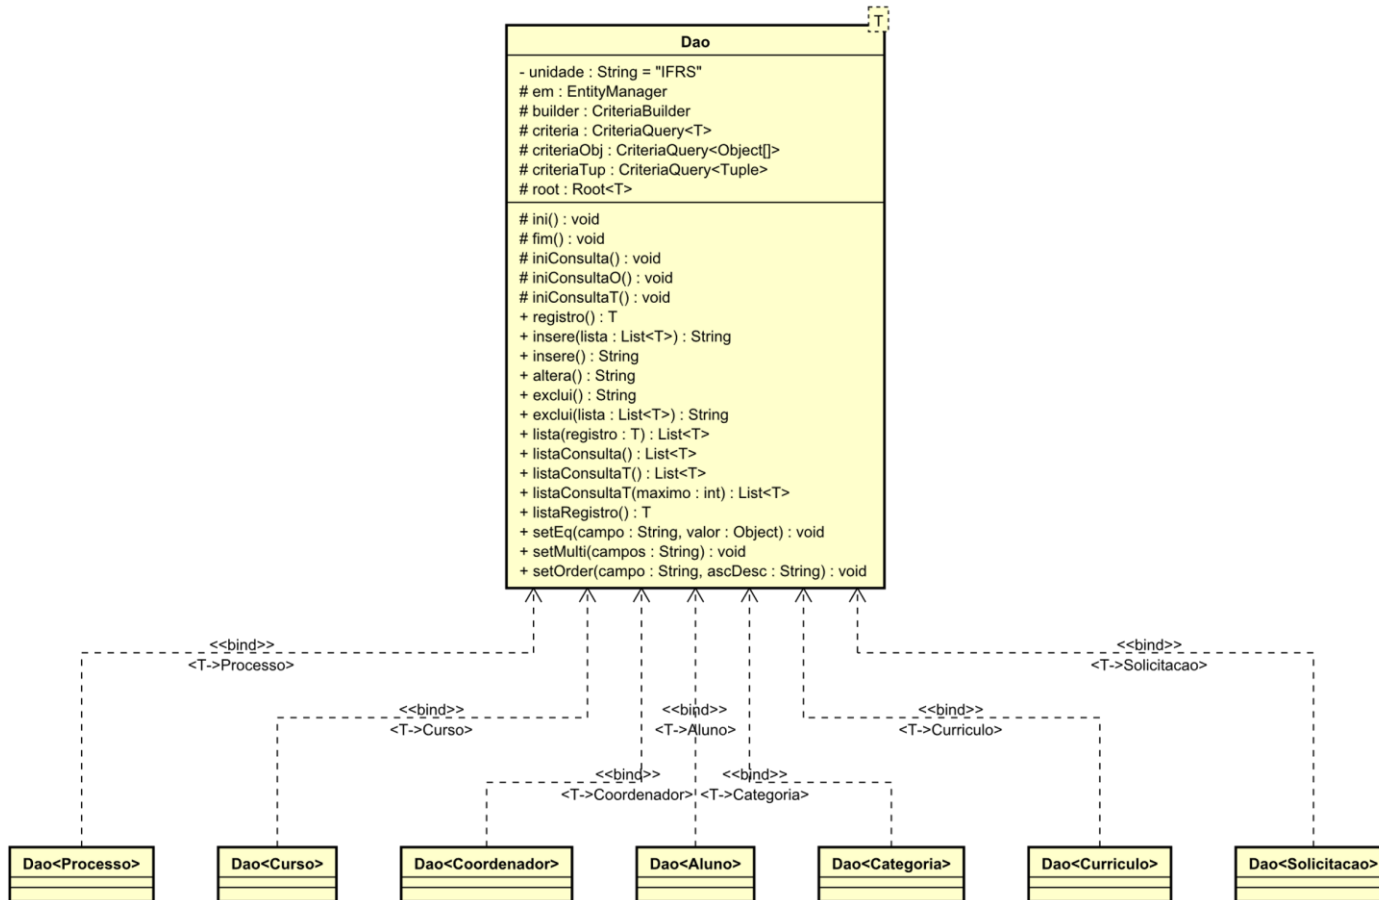 T
Dao
- unidade : String = "IFRS"
# em : EntityManager
# builder : CriteriaBuilder
# criteria : CriteriaQuery<T>
# criteriaObj : CriteriaQuery<Object[]>
# criteriaTup : CriteriaQuery<Tuple>
# root : Root<T>
# ini() : void
# fim() : void
# iniConsulta() : void
# iniConsultaO() : void
# iniConsultaT() : void
+ registro() : T
+ insere(lista : List<T>) : String
+ insere() : String
+ altera() : String
+ exclui() : String
+ exclui(lista : List<T>) : String
+ lista(registro : T) : List<T>
+ listaConsulta() : List<T>
+ listaConsultaT() : List<T>
+ listaConsultaT(maximo : int) : List<T>
+ listaRegistro() : T
+ setEq(campo : String, valor : Object) : void
+ setMulti(campos : String) : void
+ setOrder(campo : String, ascDesc : String) : void
<<bind>>
<T->Processo>
<<bind>>
<T->Solicitacao>
<<bind>>
<T->Curso>
<<bind>>
<T->Aluno>
<<bind>>
<T->Curriculo>
<<bind>>
<T->Coordenador>
<<bind>>
<T->Categoria>
Dao<Processo>
Dao<Curso>
Dao<Coordenador>
Dao<Aluno>
Dao<Categoria>
Dao<Curriculo>
Dao<Solicitacao>